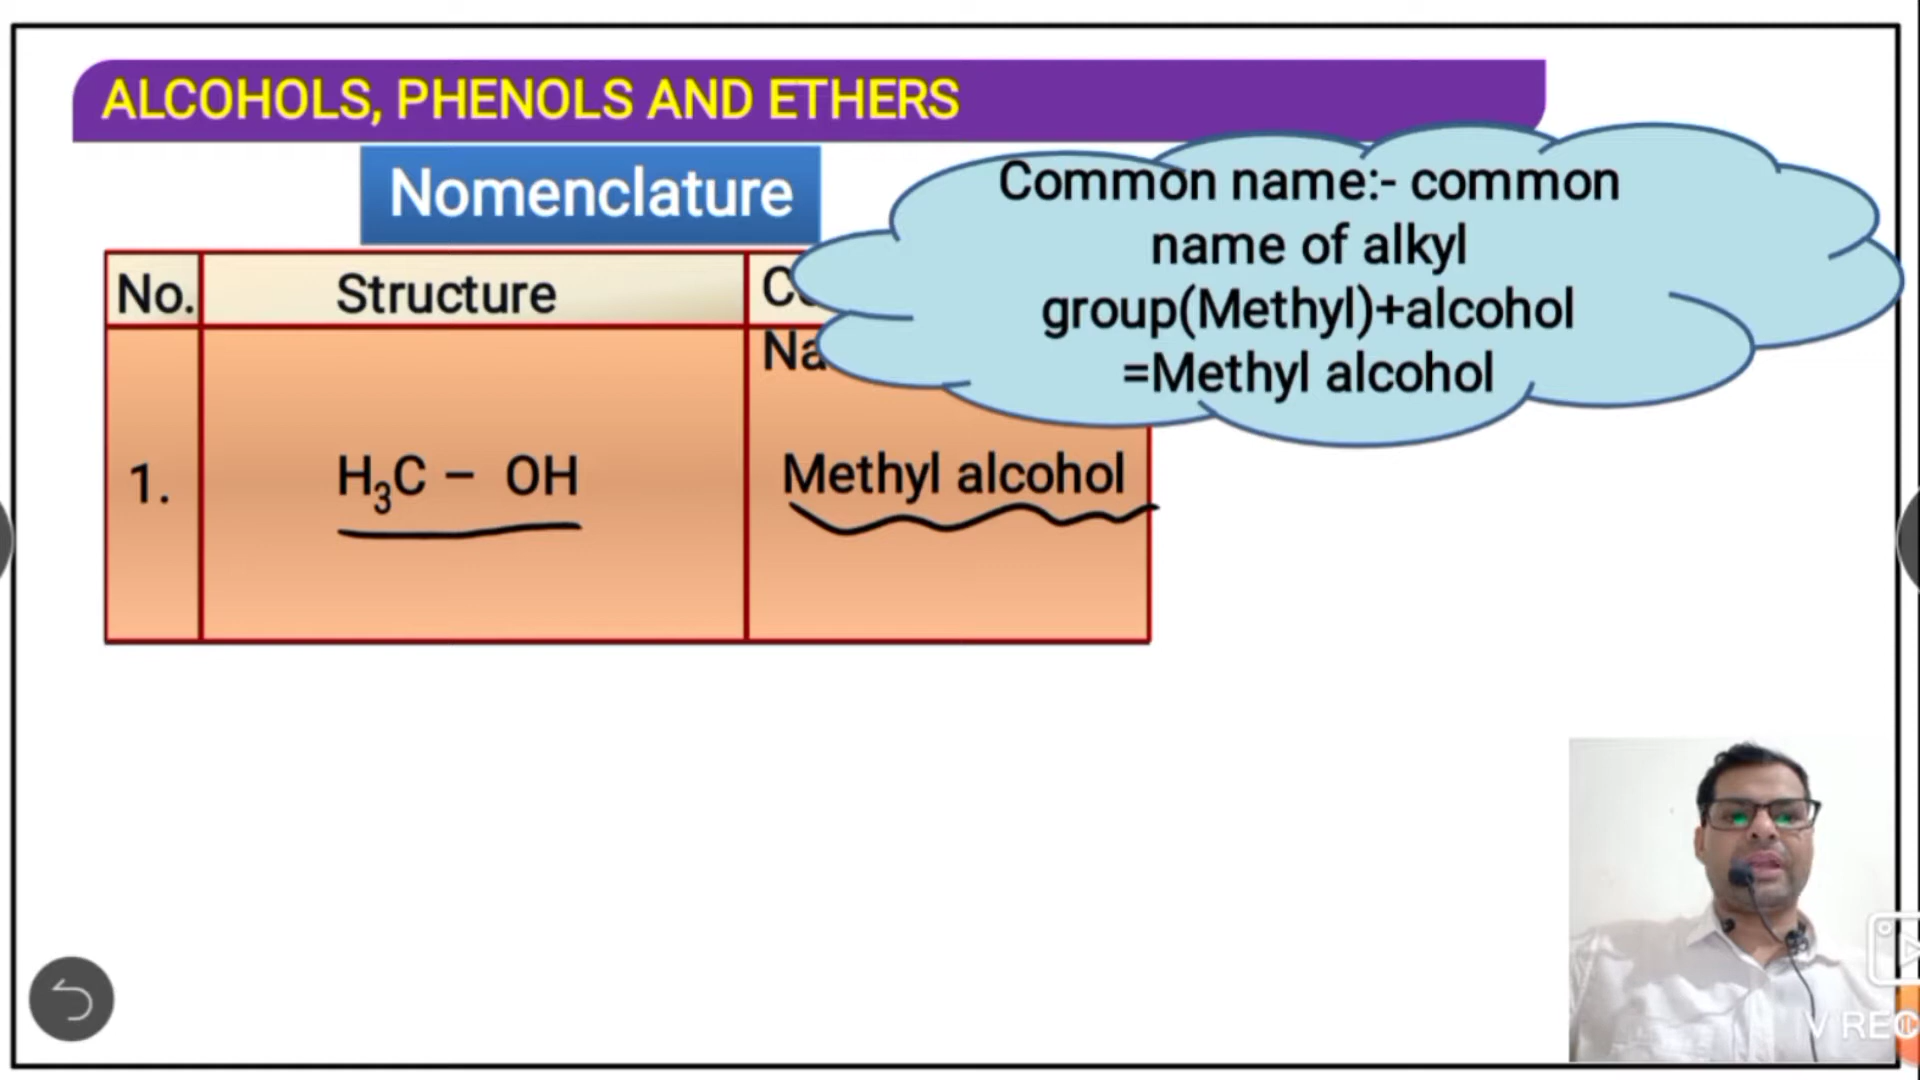 ALCOHOLS, PHENOLS AND ETHERS
Nomenclature
Common name:- common
name of alkyl
group(Methyl)+alcohol
=Methyl alcohol
No. Structure
1. H₃C – OH Methyl alcohol